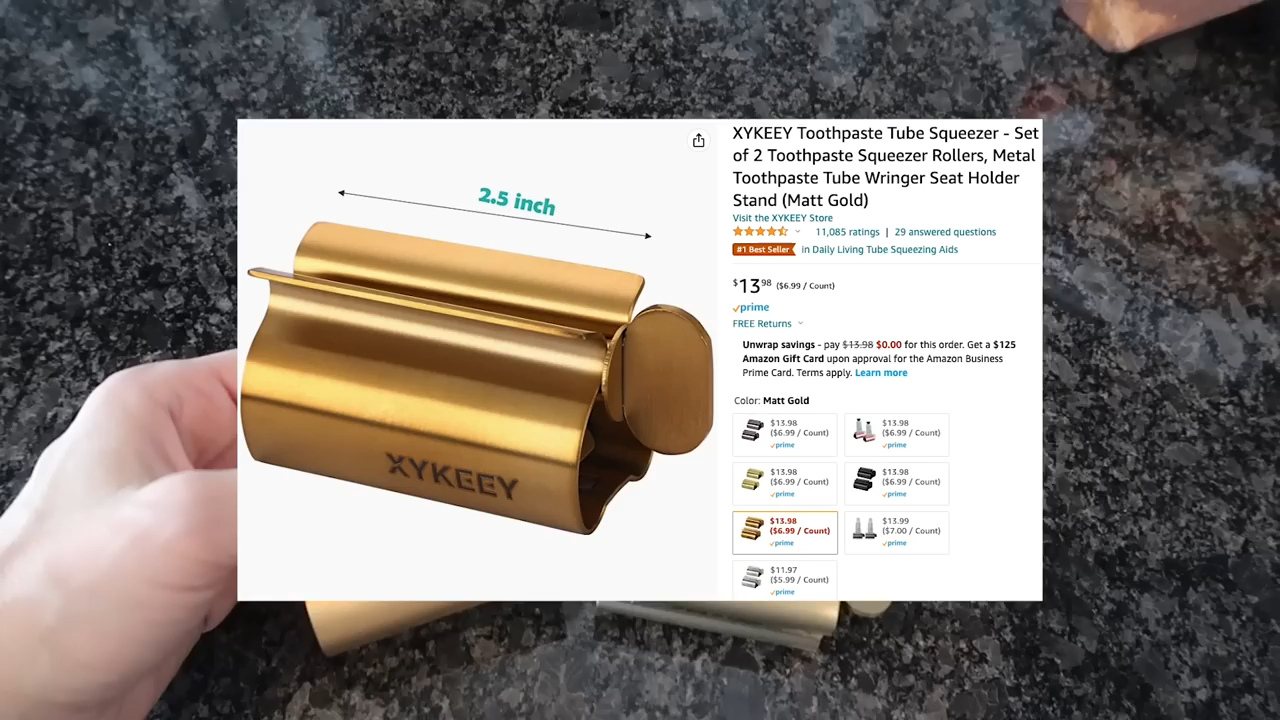 2.5 inch
XYKEEY
XYKEEY Toothpaste Tube Squeezer - Set
of 2 Toothpaste Squeezer Rollers, Metal
Toothpaste Tube Wringer Seat Holder
Stand (Matt Gold)
Visit the XYKEEY Store
11,085 ratings | 29 answered questions
#1 Best Seller in Daily Living Tube Squeezing Aids
$13.98 ($6.99 / Count)
prime
FREE Returns
Unwrap savings - pay $13.98 $0.00 for this order. Get a $125
Amazon Gift Card upon approval for the Amazon Business
Prime Card. Terms apply. Learn more
Color: Matt Gold
$13.98
($6.99 / Count)
prime
$13.98
($6.99 / Count)
prime
$13.98
($6.99 / Count)
prime
$13.98
($6.99 / Count)
prime
$13.98
($6.99 / Count)
prime
$13.99
($7.00 / Count)
prime
$11.97
($5.99 / Count)
prime